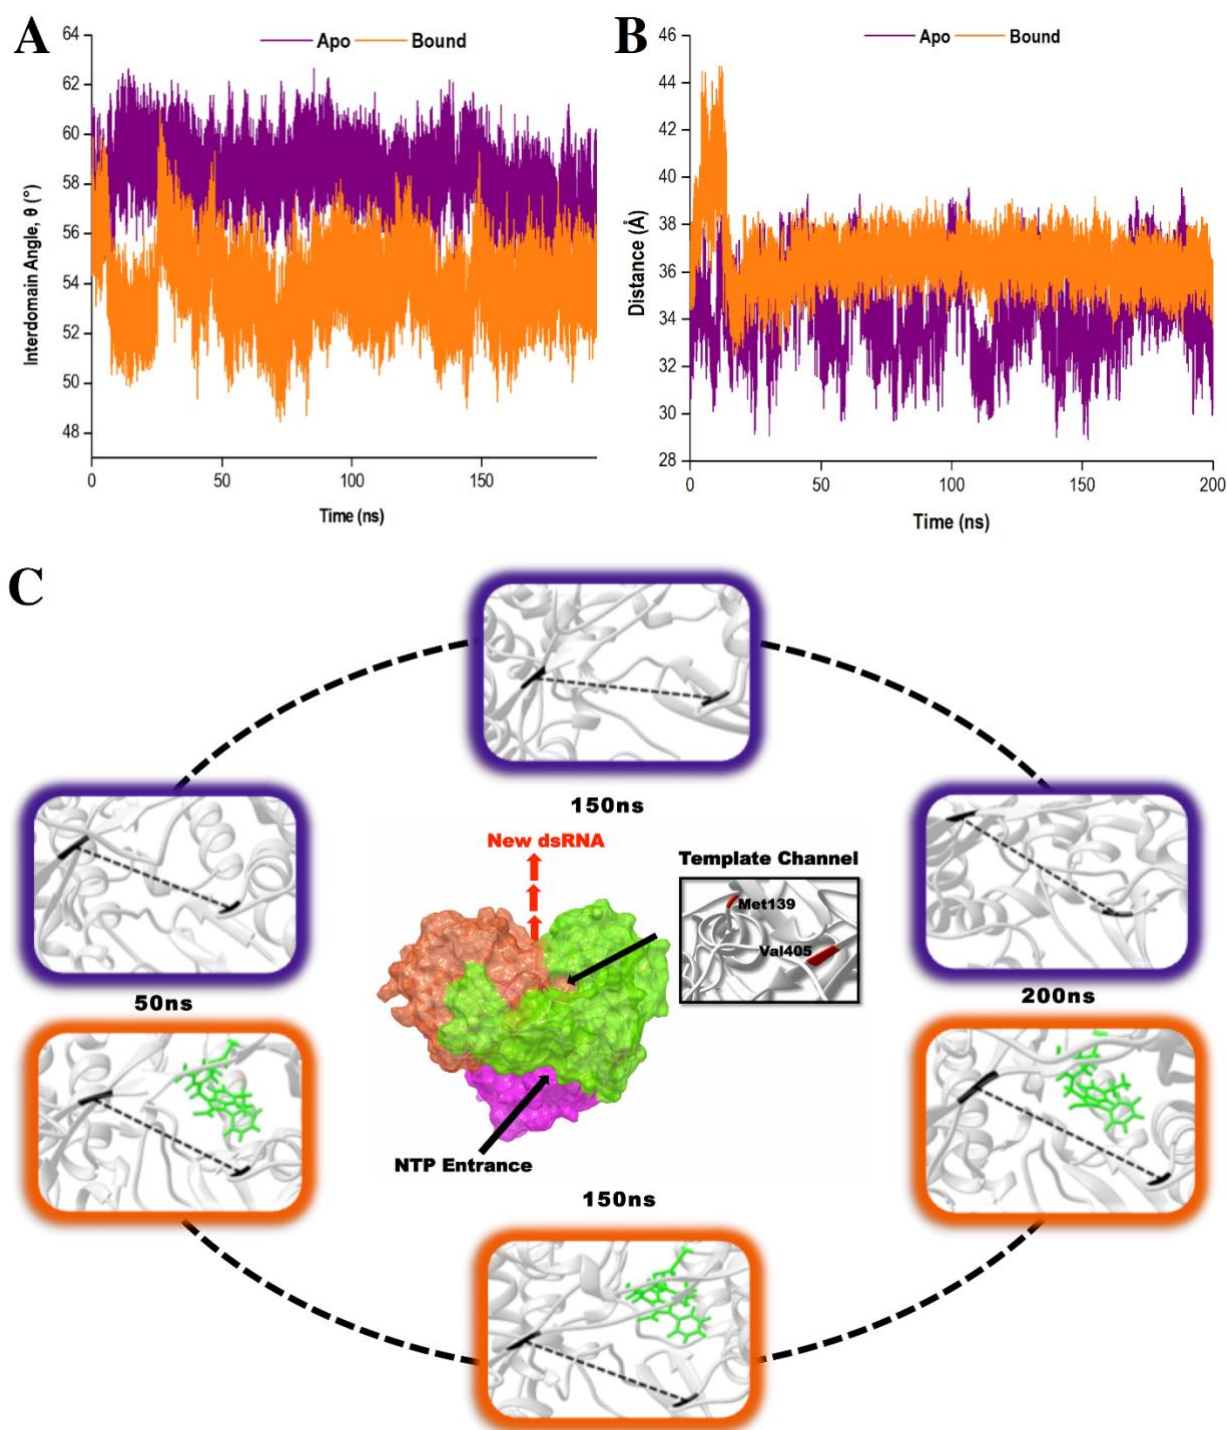 A
Apo
Bound
64
62
60
58
56
54
52
50
48
Interdomain Angle, θ (°)
0
50
100
150
Time (ns)
B
Apo
Bound
46
44
42
40
38
36
34
32
30
28
Distance (Å)
0
50
100
150
200
Time (ns)
C
150ns
New dsRNA
Template Channel
Met139
Val405
50ns
200ns
NTP Entrance
150ns